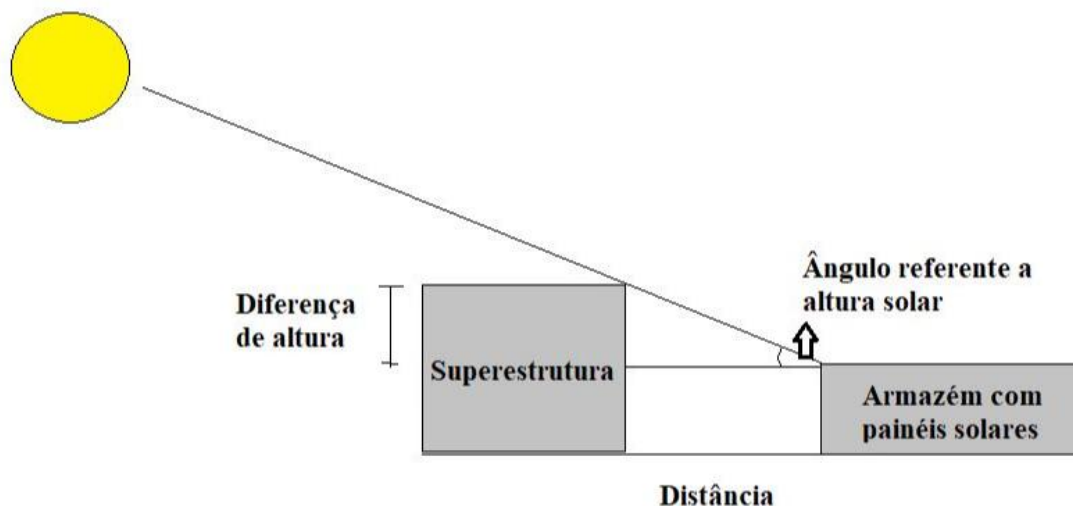 Ângulo referente a
altura solar
Diferença
de altura
Superestrutura
Armazém com
painéis solares
Distância